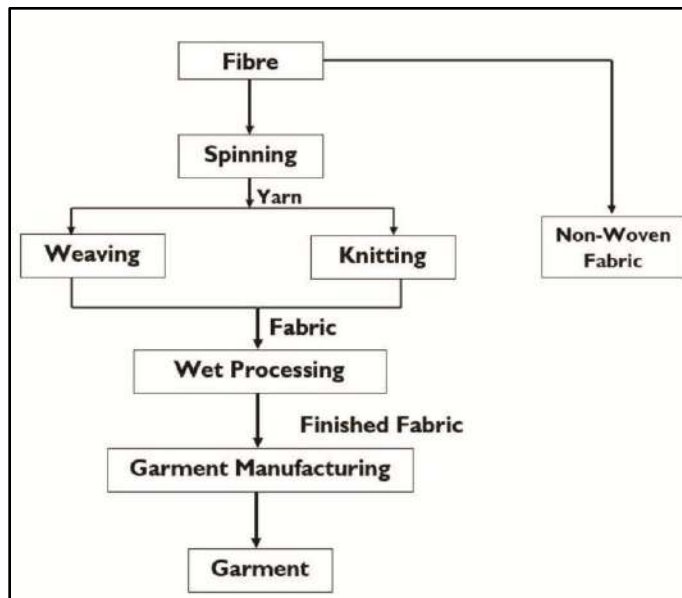 Fibre
Spinning
Yarn
Weaving
Knitting
Non-Woven
Fabric
Fabric
Wet Processing
Finished Fabric
Garment Manufacturing
Garment